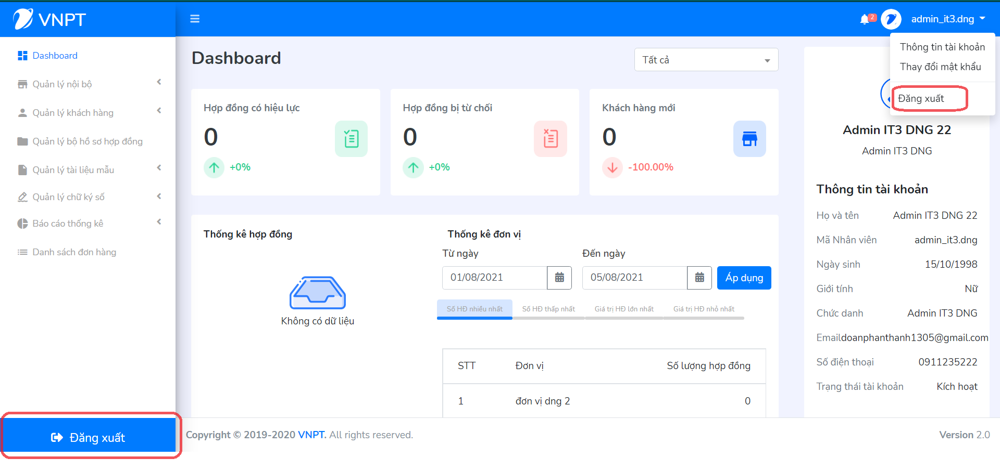 VNPT
2
admin_it3.dng
Thông tin tài khoản
Thay đổi mật khẩu
Đăng xuất
Dashboard
Quản lý nội bộ
Quản lý khách hàng
Quản lý bộ hồ sơ hợp đồng
Quản lý tài liệu mẫu
Quản lý chữ ký số
Báo cáo thống kê
Danh sách đơn hàng
Đăng xuất
Dashboard
Tất cả
Hợp đồng có hiệu lực
0
+0%
Hợp đồng bị từ chối
0
+0%
Khách hàng mới
0
-100.00%
Thống kê hợp đồng
Không có dữ liệu
Thống kê đơn vị
Từ ngày
Đến ngày
01/08/2021
05/08/2021
Áp dụng
Số HĐ nhiều nhất
Số HĐ thấp nhất
Giá trị HĐ lớn nhất
Giá trị HĐ nhỏ nhất
STT Đơn vị Số lượng hợp đồng
1 đơn vị dng 2 0
Admin IT3 DNG 22
Admin IT3 DNG
Thông tin tài khoản
Họ và tên Admin IT3 DNG 22
Mã Nhân viên admin_it3.dng
Ngày sinh 15/10/1998
Giới tính Nữ
Chức danh Admin IT3 DNG
Emaildoanphanthanh1305@gmail.com
Số điện thoại 0911235222
Trạng thái tài khoản Kích hoạt
Copyright © 2019-2020 VNPT. All rights reserved.
Version 2.0